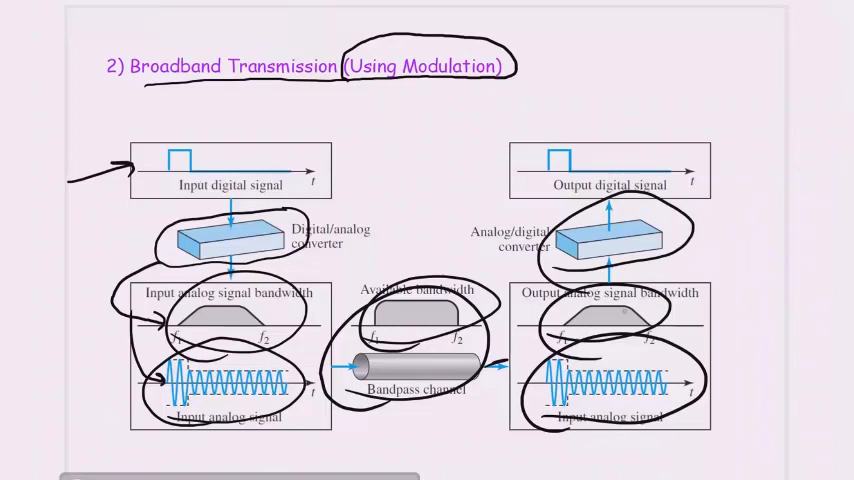 2) Broadband Transmission (Using Modulation)
Input digital signal
t
Output digital signal
t
Digital/analog
converter
Analog/digital
converter
Input analog signal bandwidth
f1
f2
Available bandwidth
f1
f2
Output analog signal bandwidth
f1
f2
Input analog signal
t
Bandpass channel
Input analog signal
t